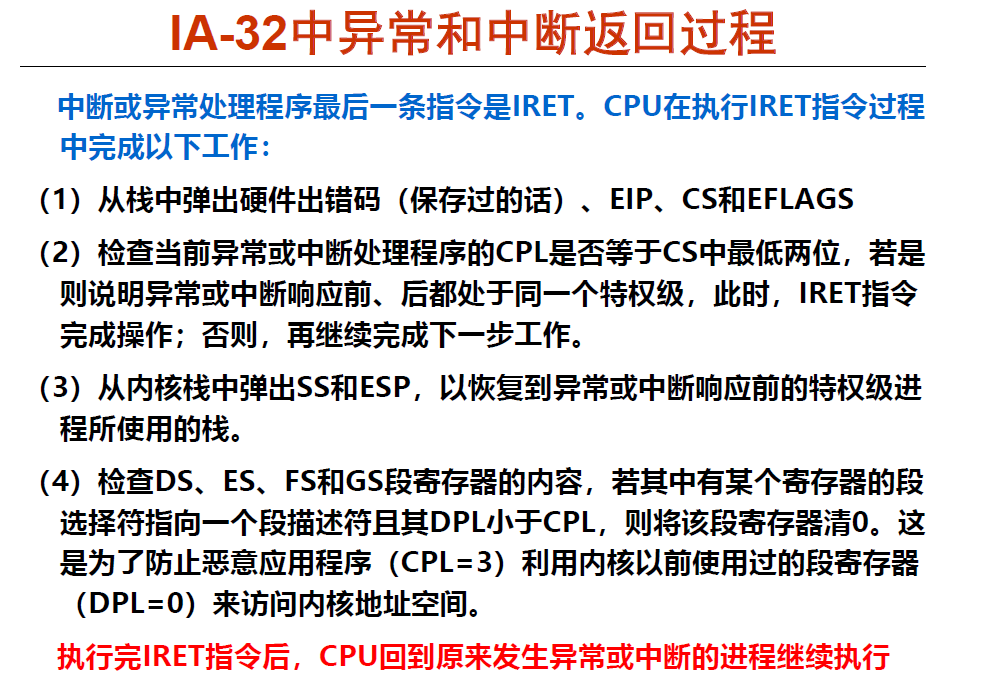 IA-32中异常和中断返回过程
中断或异常处理程序最后一条指令是IRET。CPU在执行IRET指令过程
中完成以下工作：
（1）从栈中弹出硬件出错码（保存过的话）、EIP、CS和EFLAGS
（2）检查当前异常或中断处理程序的CPL是否等于CS中最低两位，若是
则说明异常或中断响应前、后都处于同一个特权级，此时，IRET指令
完成操作；否则，再继续完成下一步工作。
（3）从内核栈中弹出SS和ESP，以恢复到异常或中断响应前的特权级进
程所使用的栈。
（4）检查DS、ES、FS和GS段寄存器的内容，若其中有某个寄存器的段
选择符指向一个段描述符且其DPL小于CPL，则将该段寄存器清0。这
是为了防止恶意应用程序（CPL=3）利用内核以前使用过的段寄存器
（DPL=0）来访问内核地址空间。
执行完IRET指令后，CPU回到原来发生异常或中断的进程继续执行